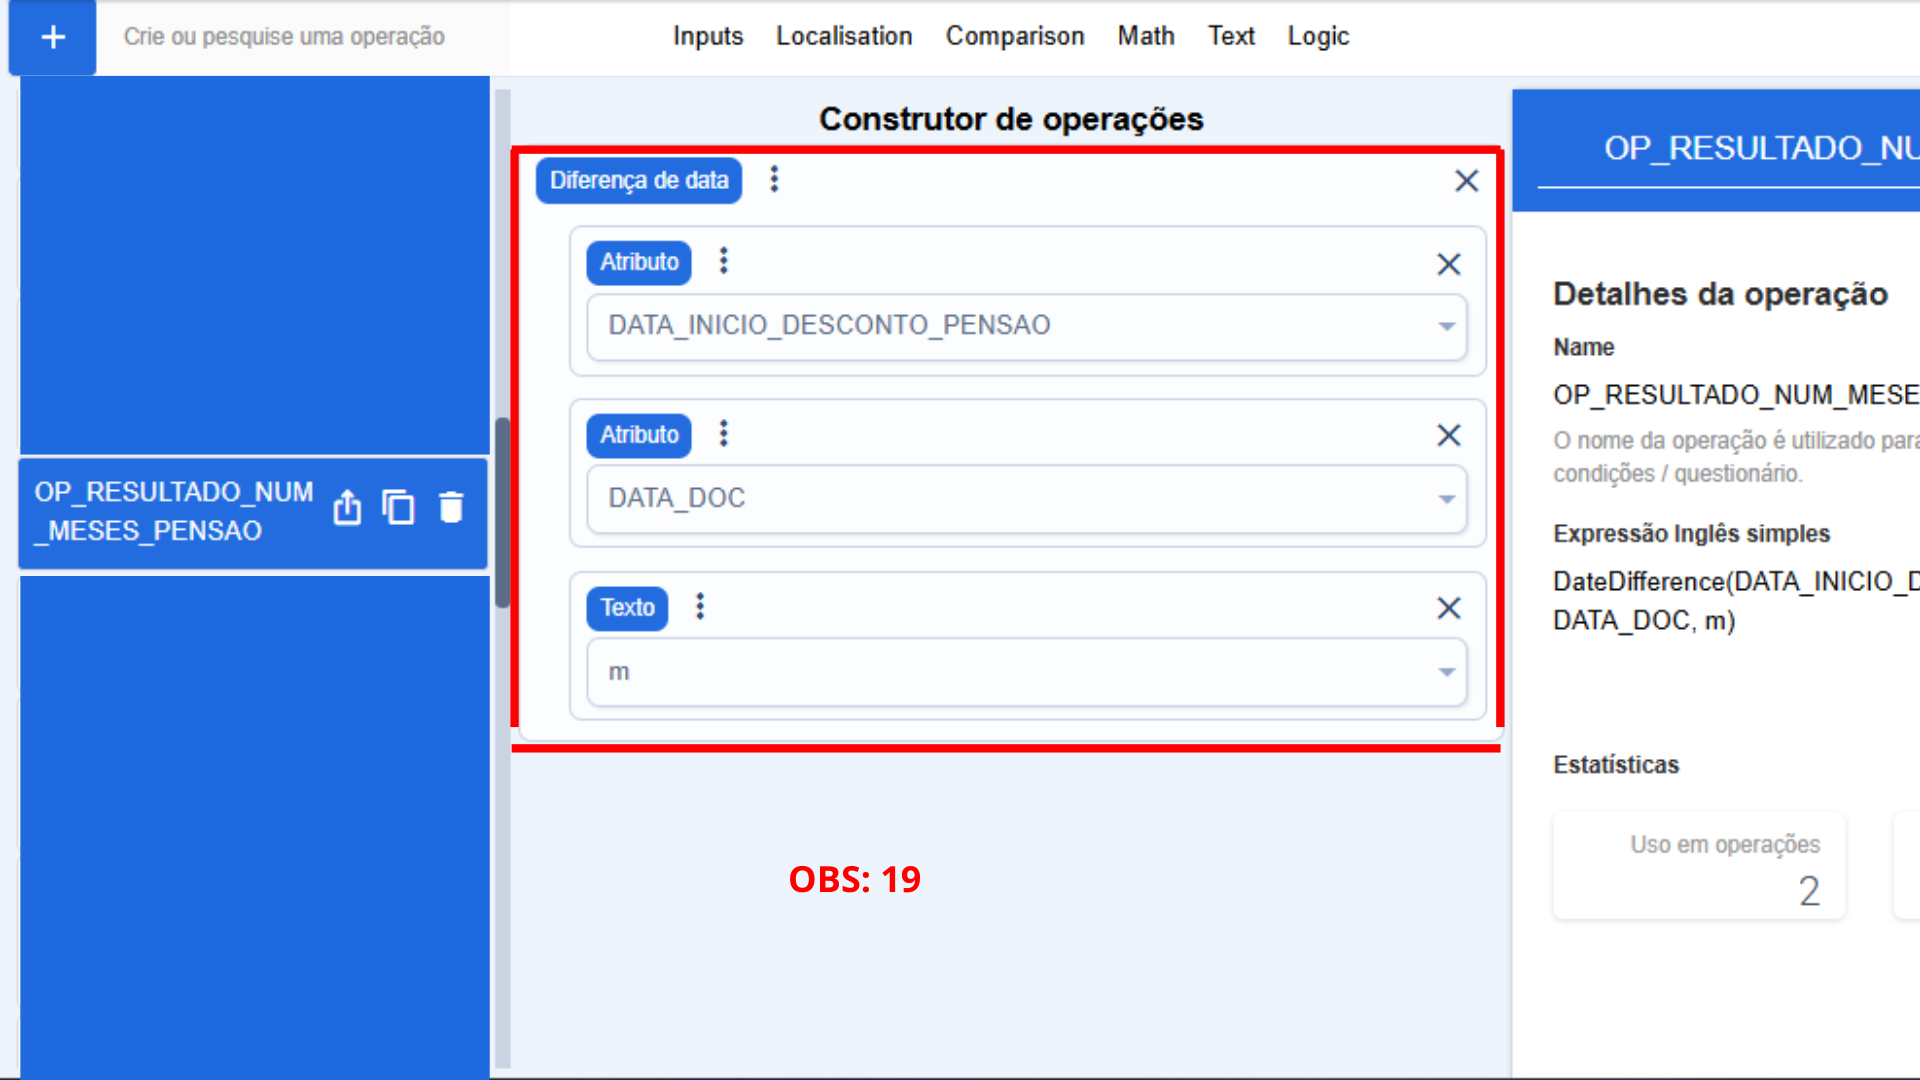 + Crie ou pesquise uma operação
Inputs Localisation Comparison Math Text Logic
OP_RESULTADO_NUM
_MESES_PENSAO
Construtor de operações
Diferença de data
Atributo
DATA_INICIO_DESCONTO_PENSAO
Atributo
DATA_DOC
Texto
m
OBS: 19
OP_RESULTADO_NU
Detalhes da operação
Name
OP_RESULTADO_NUM_MESE
O nome da operação é utilizado para
condições / questionário.
Expressão Inglês simples
DateDifference(DATA_INICIO_D
DATA_DOC, m)
Estatísticas
Uso em operações
2